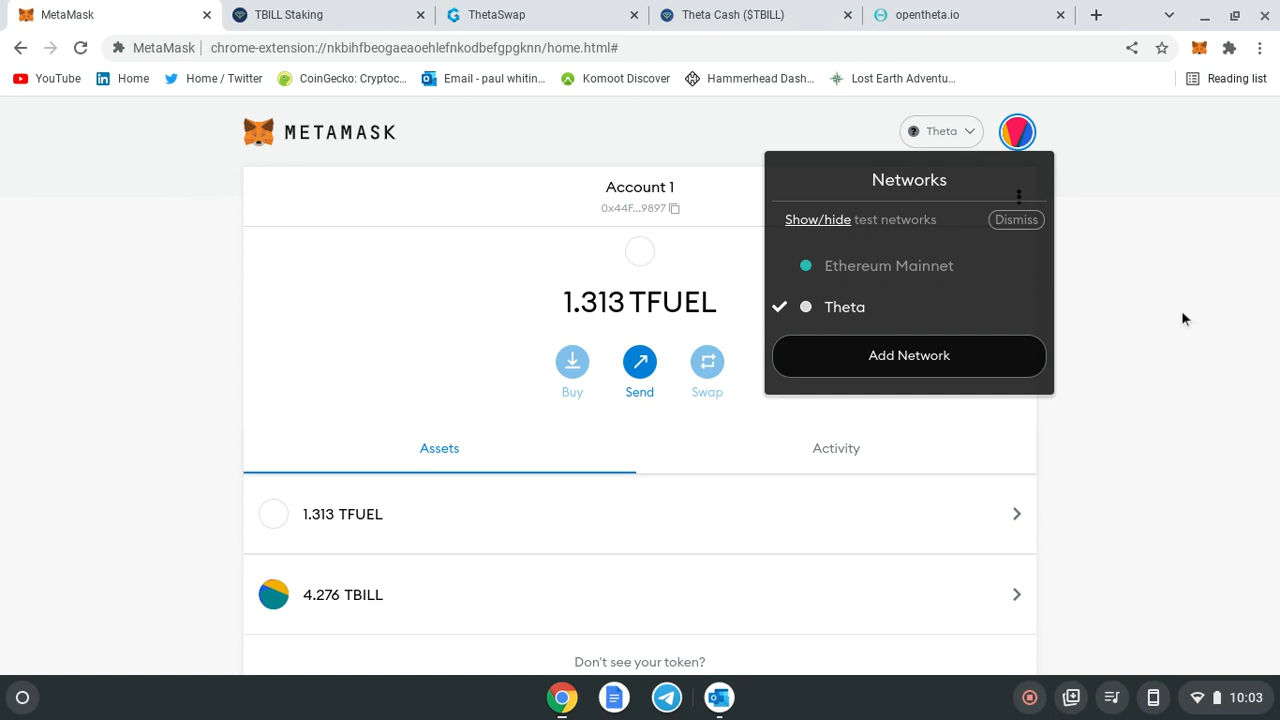 MetaMask
TBILL Staking
ThetaSwap
Theta Cash ($TBILL)
opentheta.io
MetaMask
chrome-extension://nkbihfbeogaeaoehlefnkodbefgpgknn/home.html#
YouTube
Home
Home / Twitter
CoinGecko: Cryptoc...
Email - paul whitin...
Komoot Discover
Hammerhead Dash...
Lost Earth Adventu...
Reading list
METAMASK
Theta
Account 1
0x44F...9897
Networks
Show/hide test networks
Dismiss
Ethereum Mainnet
Theta
Add Network
1.313 TFUEL
Buy
Send
Swap
Assets
Activity
1.313 TFUEL
4.276 TBILL
Don't see your token?
10:03